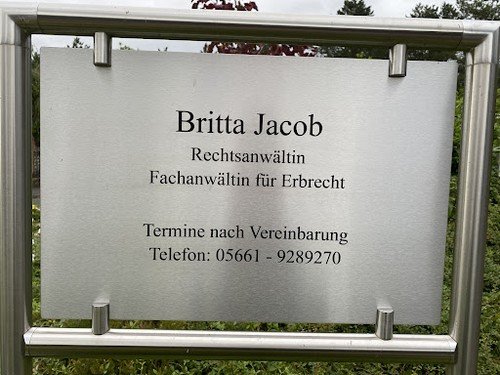 Britta Jacob
Rechtsanwältin
Fachanwältin für Erbrecht
Termine nach Vereinbarung
Telefon: 05661 - 9289270